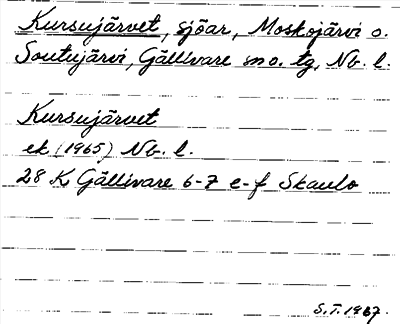 Kursujärvet, sjöar, Moskojärvi o.
Soutujärvi, Gällivare sn o. tg, Nb. l.
Kursujärvet
ek (1965) Nb. l.
28 K Gällivare 6-7 e-f Skaulo
S.T. 1967.